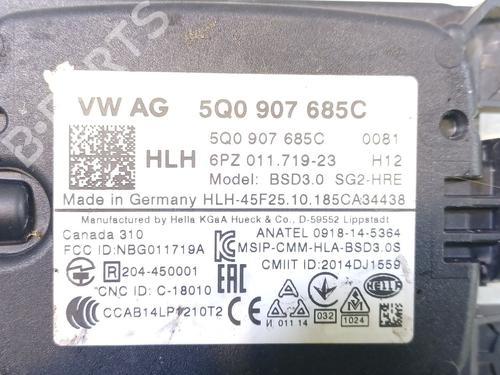 B-PARTS
VW AG 5Q0 907 685C
5Q0 907 685C 0081
HLH 6PZ 011.719-23 H12
Model: BSD3.0 SG2-HRE
Made in Germany HLH-45F25.10.185CA34438
Manufactured by Hella KGaA Hueck & Co., D-59552 Lippstadt
Canada 310 ANATEL 0918-14-5364
FCC ID:NBG011719A MSIP-CMM-HLA-BSD3.0S
R 204-450001 EAC CMIIT ID:2014DJ1559
CNC ID: C-18010 HELLA
CCAB14LP1210T2 CE И 011 14 032 1024